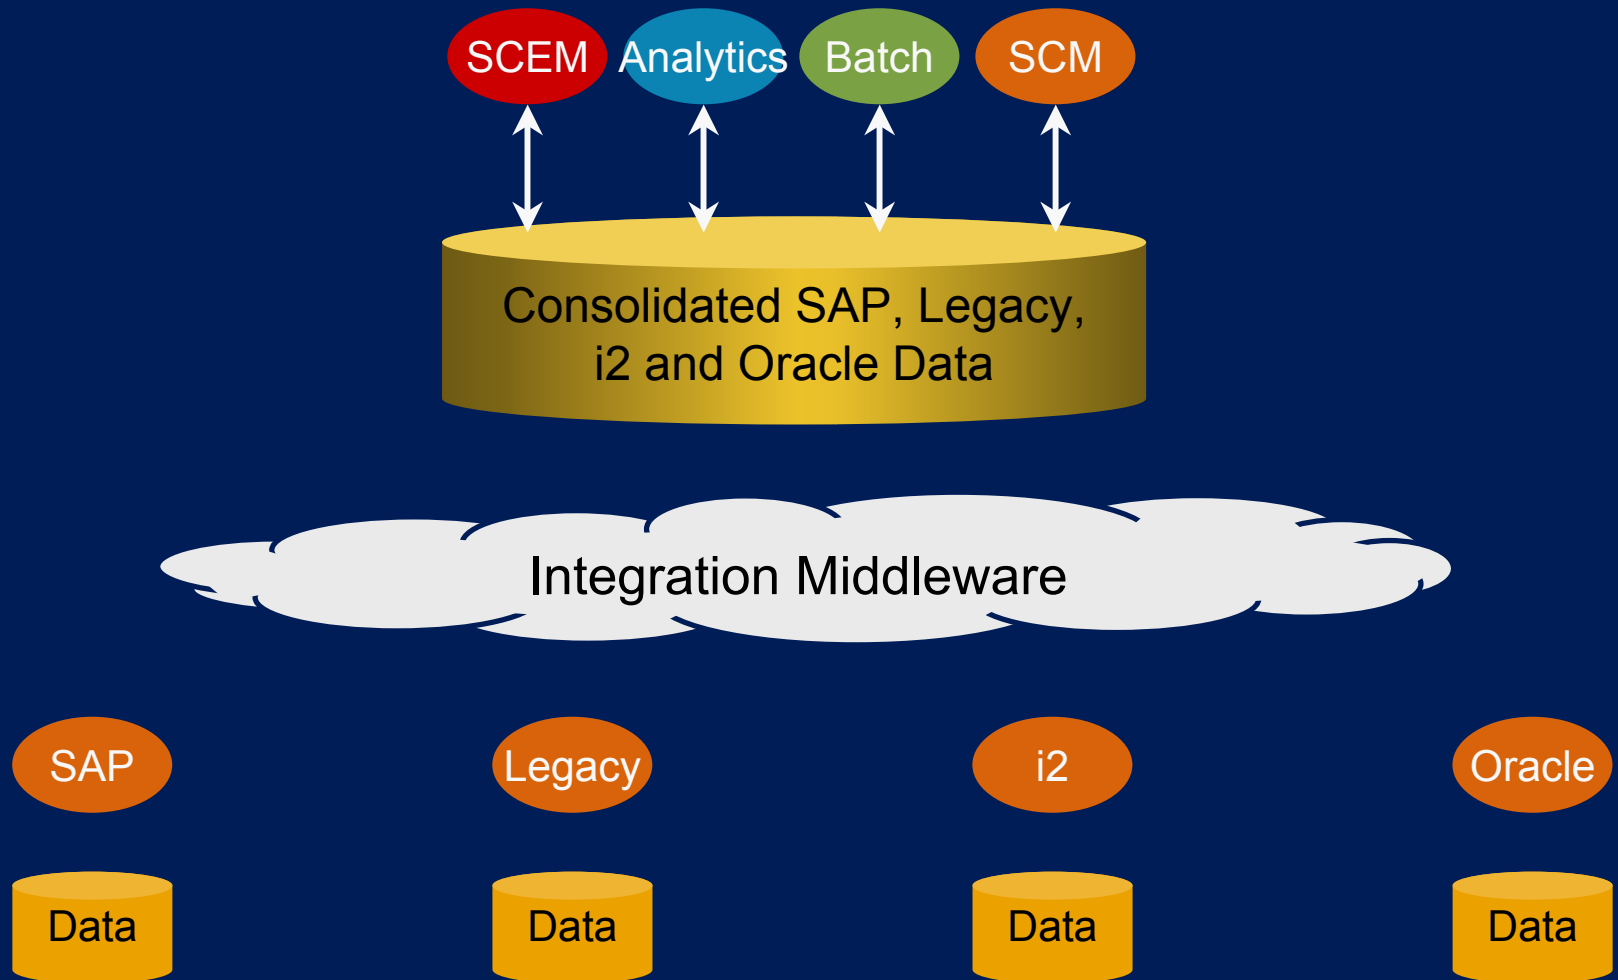 SCEM Analytics Batch SCM
Consolidated SAP, Legacy,
i2 and Oracle Data
Integration Middleware
SAP Legacy i2 Oracle
Data Data Data Data